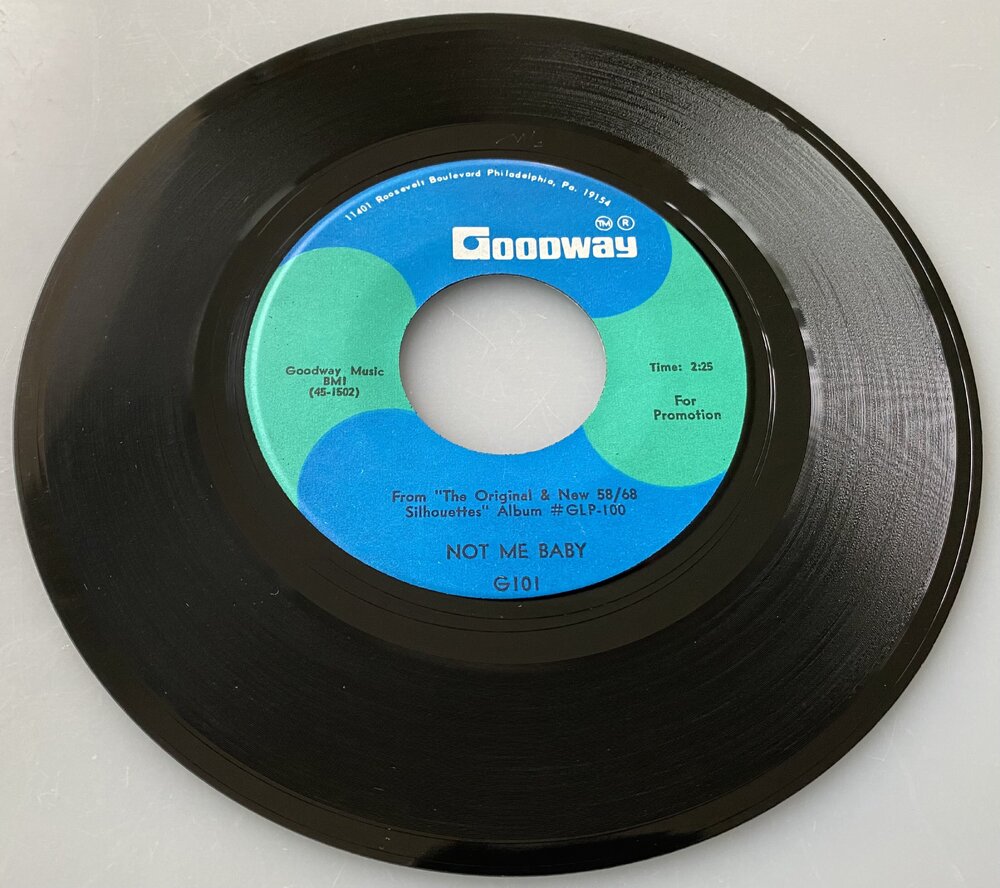 11401 Roosevelt Boulevard Philadelphia, Pa. 19154
TM ®
Goodway
Goodway Music
BMI
(45-1502)
Time: 2:25
For
Promotion
From "The Original & New 58/68
Silhouettes" Album #GLP-100
NOT ME BABY
G101